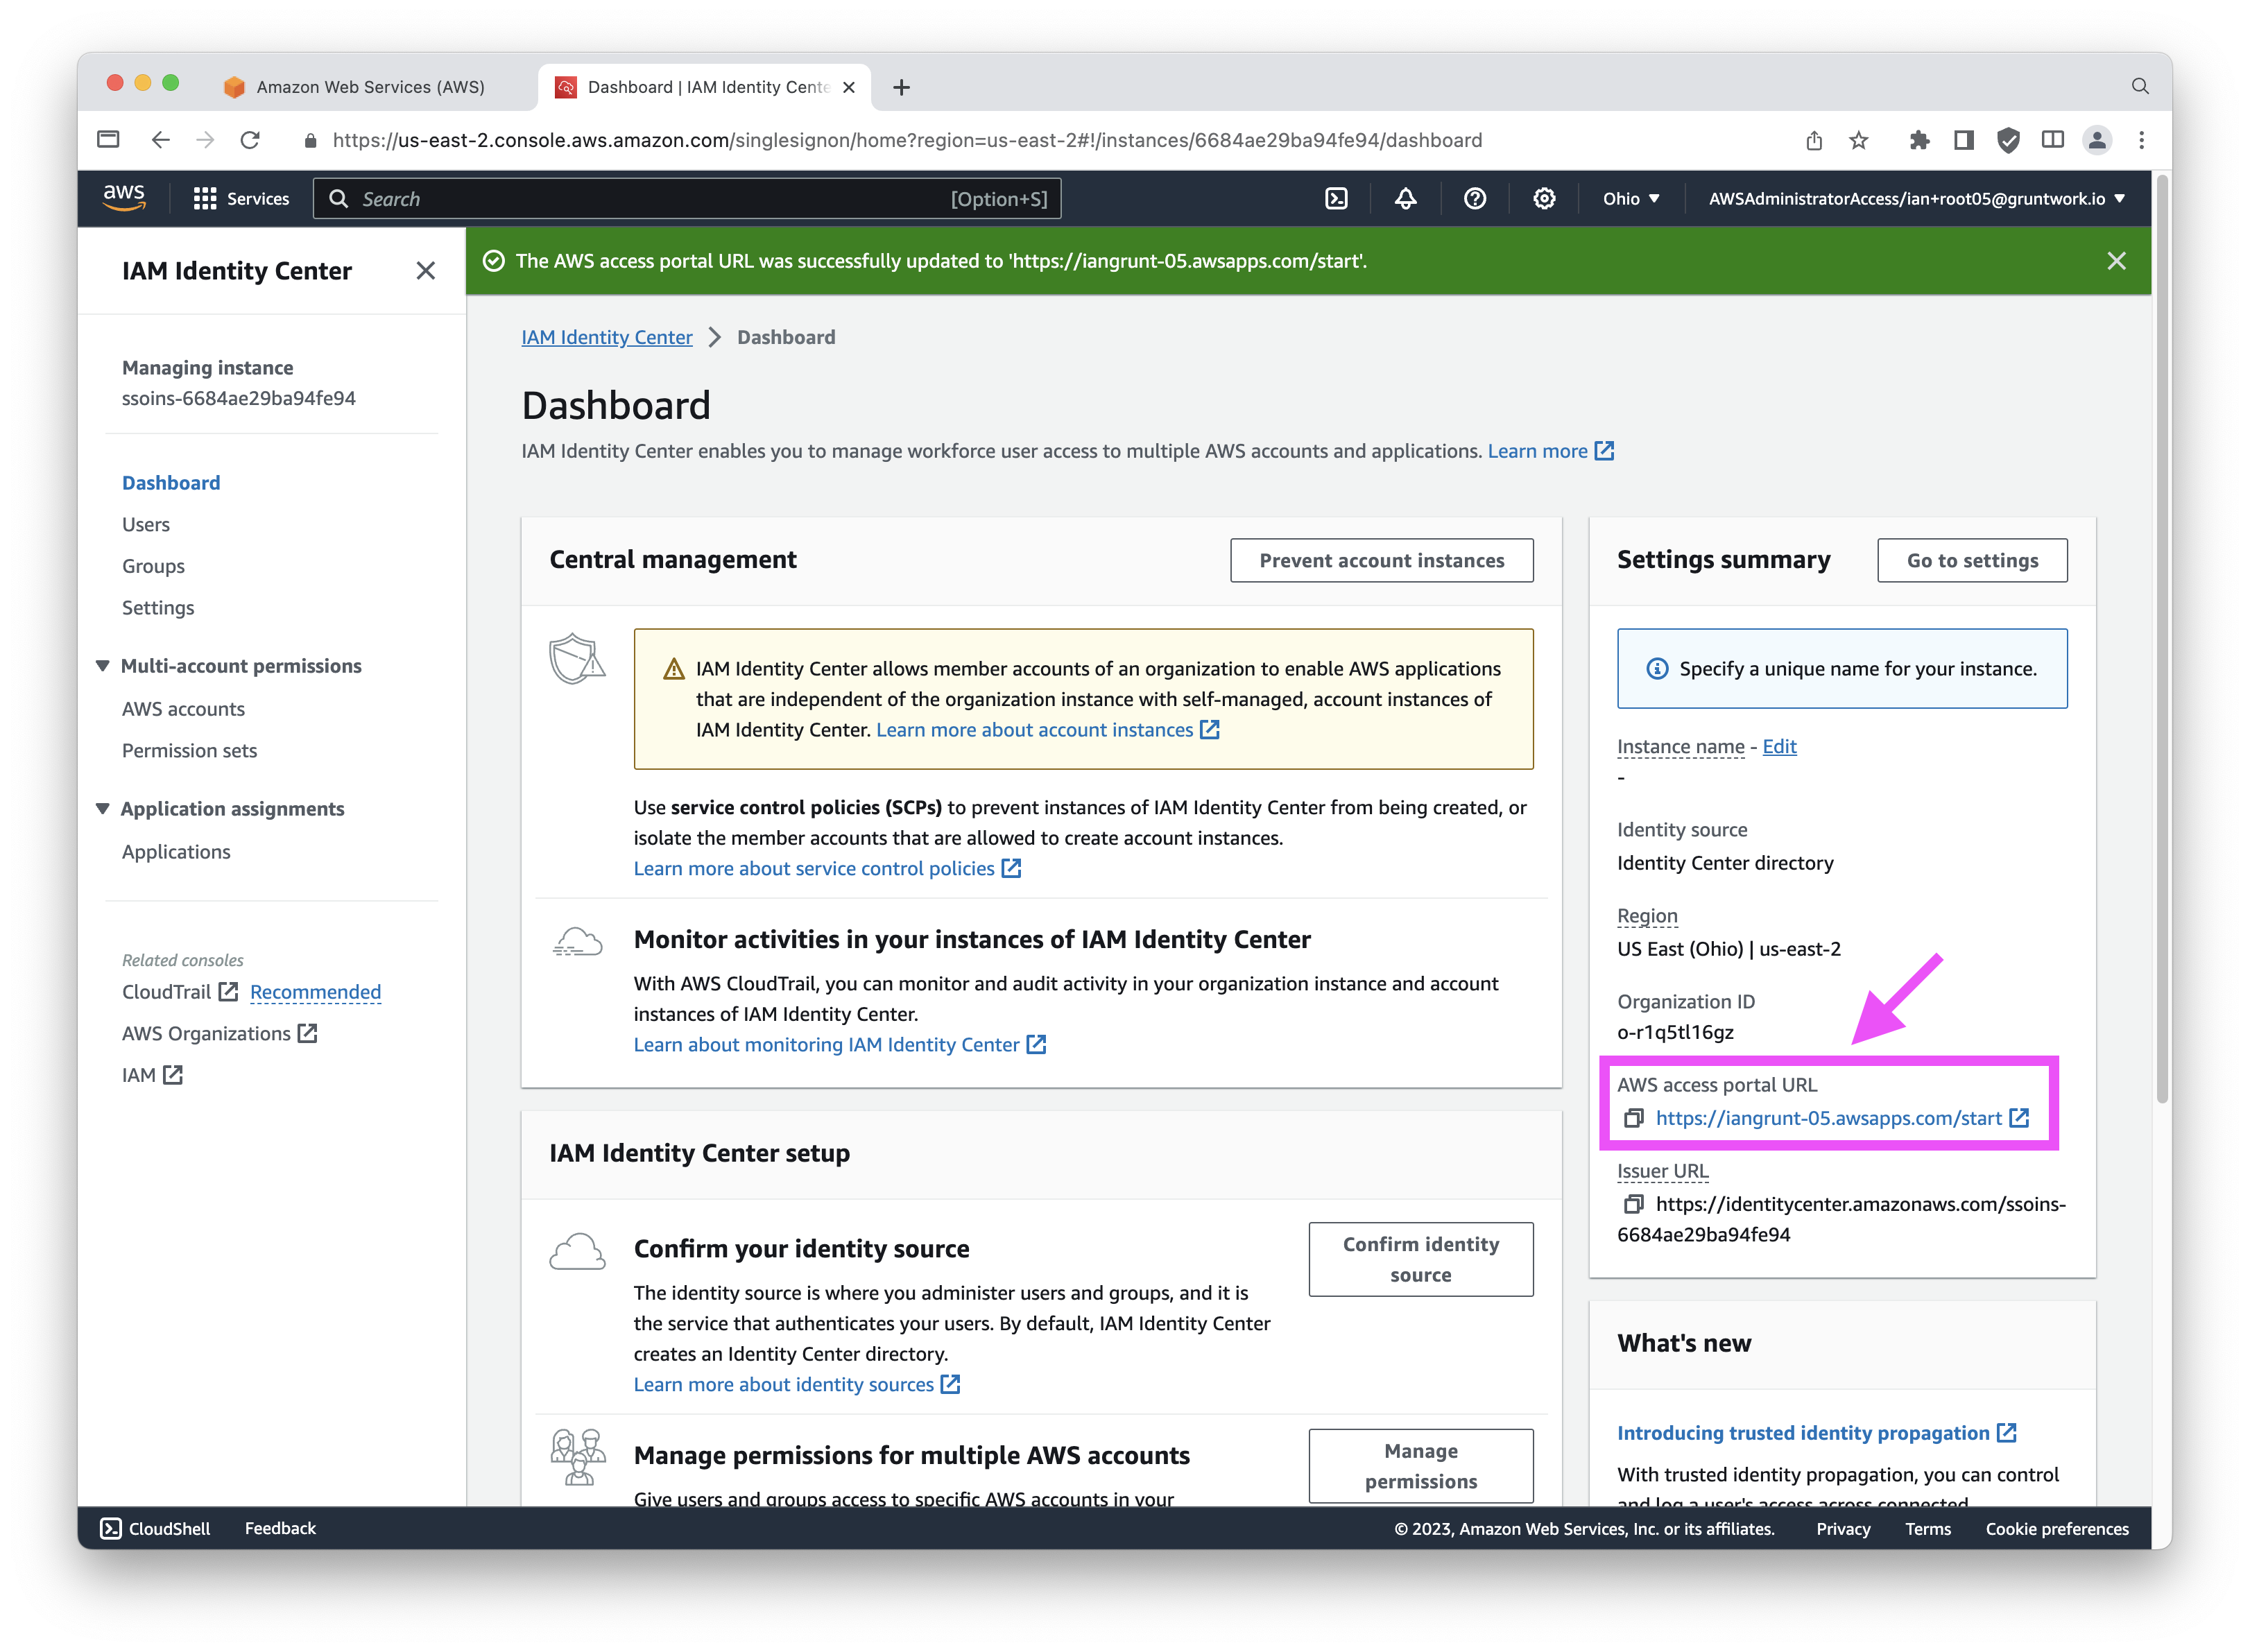 Amazon Web Services (AWS)
Dashboard | IAM Identity Cente
https://us-east-2.console.aws.amazon.com/singlesignon/home?region=us-east-2#!/instances/6684ae29ba94fe94/dashboard
aws
Services
Search
[Option+S]
Ohio
AWSAdministratorAccess/ian+root05@gruntwork.io
IAM Identity Center
The AWS access portal URL was successfully updated to 'https://iangrunt-05.awsapps.com/start'.
Managing instance
ssoins-6684ae29ba94fe94
Dashboard
Users
Groups
Settings
Multi-account permissions
AWS accounts
Permission sets
Application assignments
Applications
Related consoles
CloudTrail Recommended
AWS Organizations
IAM
IAM Identity Center > Dashboard
Dashboard
IAM Identity Center enables you to manage workforce user access to multiple AWS accounts and applications. Learn more
Central management
Prevent account instances
IAM Identity Center allows member accounts of an organization to enable AWS applications
that are independent of the organization instance with self-managed, account instances of
IAM Identity Center. Learn more about account instances
Use service control policies (SCPs) to prevent instances of IAM Identity Center from being created, or
isolate the member accounts that are allowed to create account instances.
Learn more about service control policies
Monitor activities in your instances of IAM Identity Center
With AWS CloudTrail, you can monitor and audit activity in your organization instance and account
instances of IAM Identity Center.
Learn about monitoring IAM Identity Center
IAM Identity Center setup
Confirm your identity source
The identity source is where you administer users and groups, and it is
the service that authenticates your users. By default, IAM Identity Center
creates an Identity Center directory.
Learn more about identity sources
Confirm identity
source
Manage permissions for multiple AWS accounts
Give users and groups access to specific AWS accounts in your
Manage
permissions
Settings summary
Go to settings
Specify a unique name for your instance.
Instance name - Edit
-
Identity source
Identity Center directory
Region
US East (Ohio) | us-east-2
Organization ID
o-r1q5tl16gz
AWS access portal URL
https://iangrunt-05.awsapps.com/start
Issuer URL
https://identitycenter.amazonaws.com/ssoins-
6684ae29ba94fe94
What's new
Introducing trusted identity propagation
With trusted identity propagation, you can control
and log a user's access across connected
CloudShell
Feedback
© 2023, Amazon Web Services, Inc. or its affiliates.
Privacy
Terms
Cookie preferences